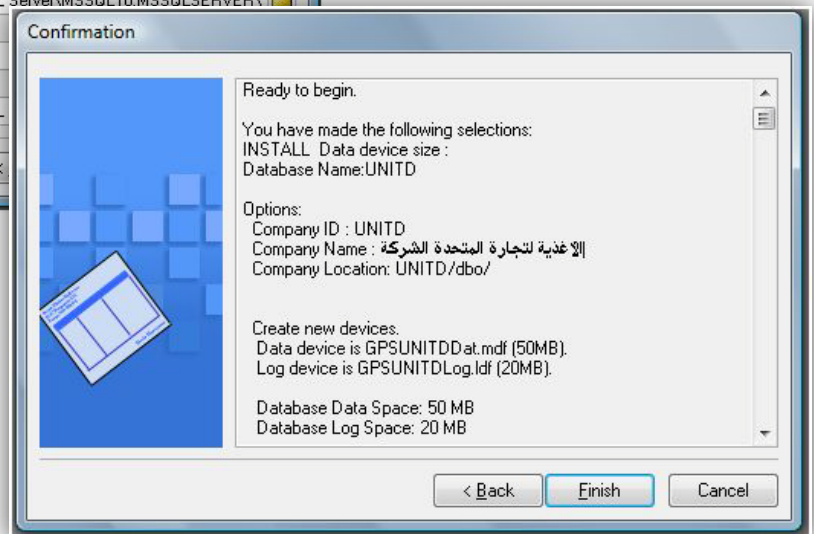 Server\MSSQL10.MSSQLSERVER\
Confirmation
Ready to begin.
You have made the following selections:
INSTALL Data device size :
Database Name:UNITD
Options:
Company ID : UNITD
Company Name : الاغذية لتجارة المتحدة الشركة
Company Location: UNITD/dbo/
Create new devices.
Data device is GPSUNITDDat.mdf (50MB).
Log device is GPSUNITDLog.ldf (20MB).
Database Data Space: 50 MB
Database Log Space: 20 MB
< Back Finish Cancel